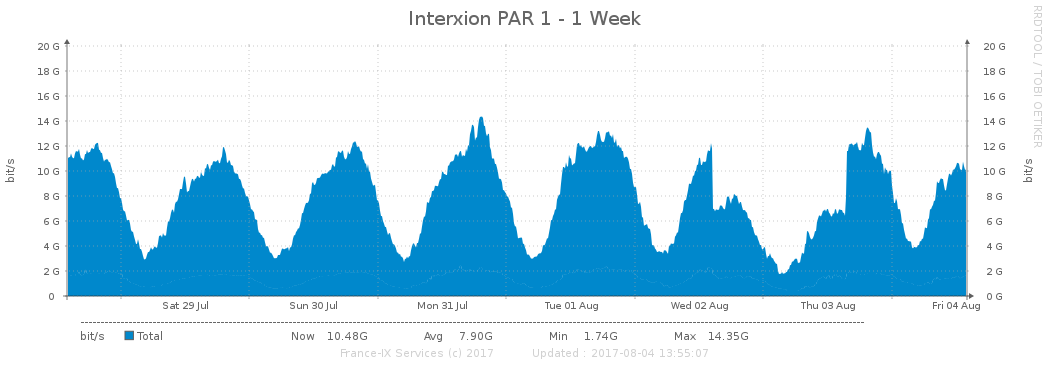 Interxion PAR 1 - 1 Week
RRDTOOL / TOBI OETIKER
bit/s
20 G 20 G
18 G 18 G
16 G 16 G
14 G 14 G
12 G 12 G
10 G 10 G
8 G 8 G
6 G 6 G
4 G 4 G
2 G 2 G
0 0 G
bit/s
Sat 29 Jul Sun 30 Jul Mon 31 Jul Tue 01 Aug Wed 02 Aug Thu 03 Aug Fri 04 Aug
bit/s Total Now 10.48G Avg 7.90G Min 1.74G Max 14.35G
France-IX Services (c) 2017 Updated : 2017-08-04 13:55:07